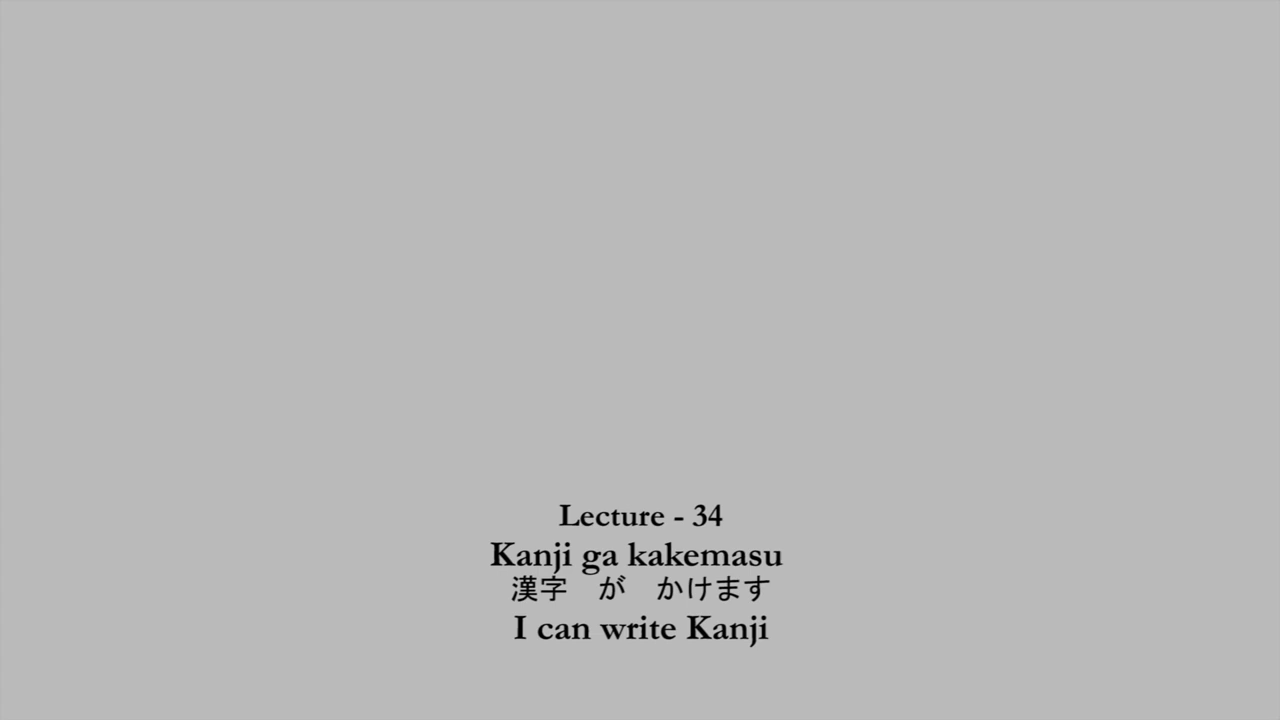 Lecture - 34
Kanji ga kakemasu
漢字　が　かけます
I can write Kanji